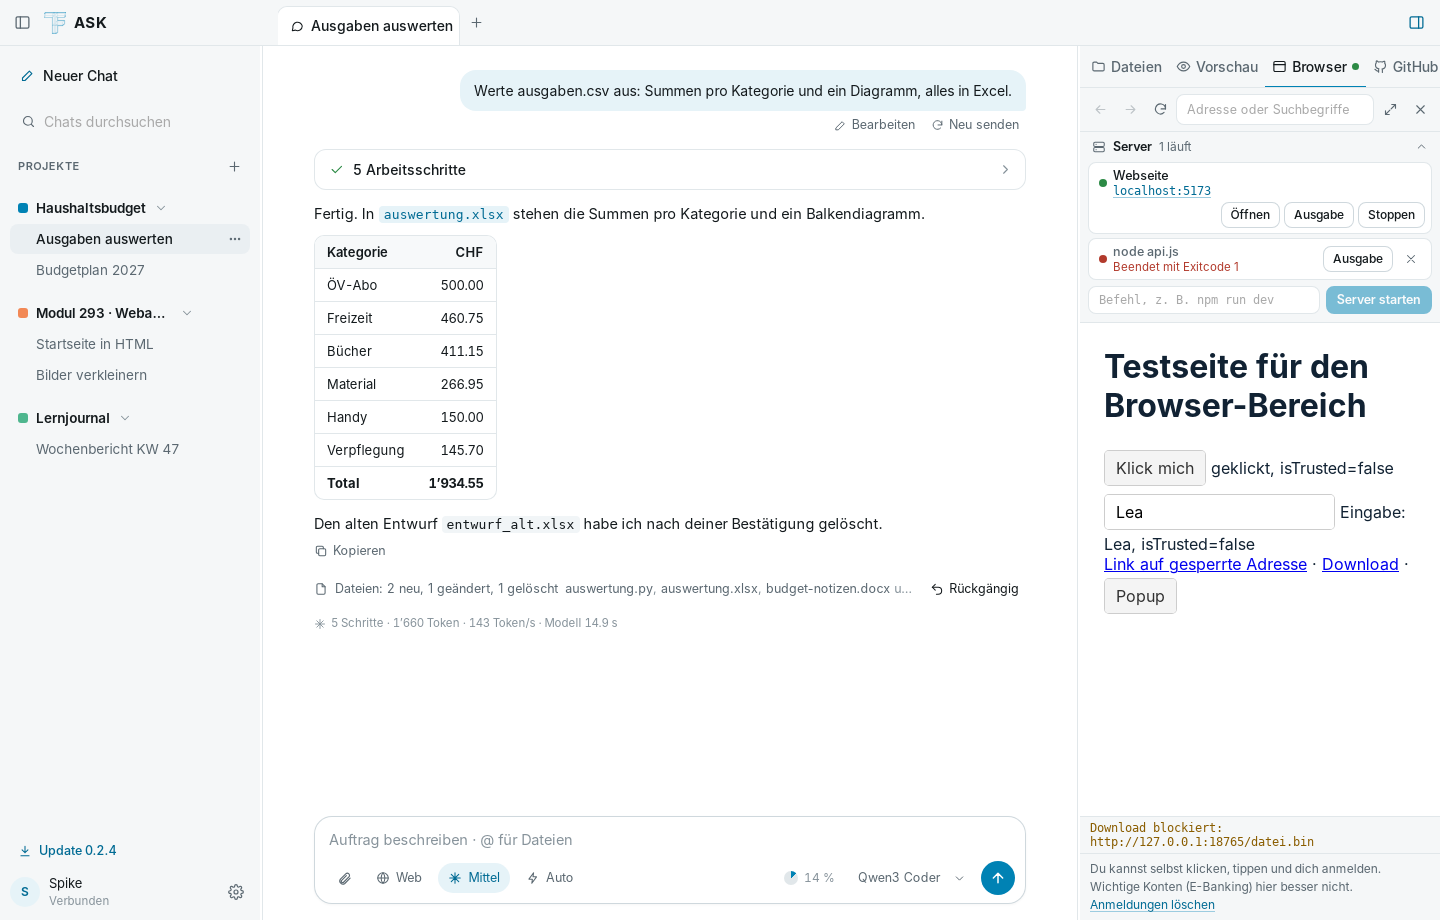 ASK
Ausgaben auswerten
Neuer Chat
Chats durchsuchen
PROJEKTE
Haushaltsbudget
Ausgaben auswerten
Budgetplan 2027
Modul 293 · Weba...
Startseite in HTML
Bilder verkleinern
Lernjournal
Wochenbericht KW 47
Update 0.2.4
S
Spike
Verbunden
Werte ausgaben.csv aus: Summen pro Kategorie und ein Diagramm, alles in Excel.
Bearbeiten Neu senden
5 Arbeitsschritte
Fertig. In auswertung.xlsx stehen die Summen pro Kategorie und ein Balkendiagramm.
Kategorie CHF
ÖV-Abo 500.00
Freizeit 460.75
Bücher 411.15
Material 266.95
Handy 150.00
Verpflegung 145.70
Total 1’934.55
Den alten Entwurf entwurf_alt.xlsx habe ich nach deiner Bestätigung gelöscht.
Kopieren
Dateien: 2 neu, 1 geändert, 1 gelöscht auswertung.py, auswertung.xlsx, budget-notizen.docx u... Rückgängig
5 Schritte · 1’660 Token · 143 Token/s · Modell 14.9 s
Auftrag beschreiben · @ für Dateien
Web Mittel Auto 14 % Qwen3 Coder
Dateien Vorschau Browser GitHub
Adresse oder Suchbegriffe
Server 1 läuft
Webseite
localhost:5173
Öffnen Ausgabe Stoppen
node api.js
Beendet mit Exitcode 1
Ausgabe
Befehl, z. B. npm run dev Server starten
Testseite für den
Browser-Bereich
Klick mich geklickt, isTrusted=false
Lea Eingabe:
Lea, isTrusted=false
Link auf gesperrte Adresse · Download ·
Popup
Download blockiert:
http://127.0.0.1:18765/datei.bin
Du kannst selbst klicken, tippen und dich anmelden.
Wichtige Konten (E-Banking) hier besser nicht.
Anmeldungen löschen